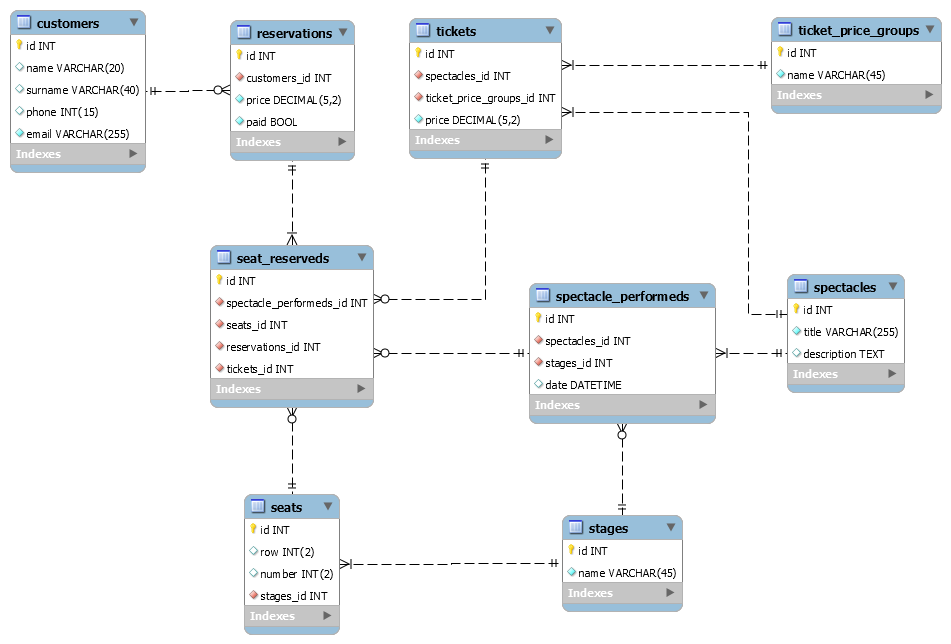 customers
id INT
name VARCHAR(20)
surname VARCHAR(40)
phone INT(15)
email VARCHAR(255)
Indexes
reservations
id INT
customers_id INT
price DECIMAL(5,2)
paid BOOL
Indexes
tickets
id INT
spectacles_id INT
ticket_price_groups_id INT
price DECIMAL(5,2)
Indexes
ticket_price_groups
id INT
name VARCHAR(45)
Indexes
seat_reserveds
id INT
spectacle_performeds_id INT
seats_id INT
reservations_id INT
tickets_id INT
Indexes
spectacle_performeds
id INT
spectacles_id INT
stages_id INT
date DATETIME
Indexes
spectacles
id INT
title VARCHAR(255)
description TEXT
Indexes
seats
id INT
row INT(2)
number INT(2)
stages_id INT
Indexes
stages
id INT
name VARCHAR(45)
Indexes